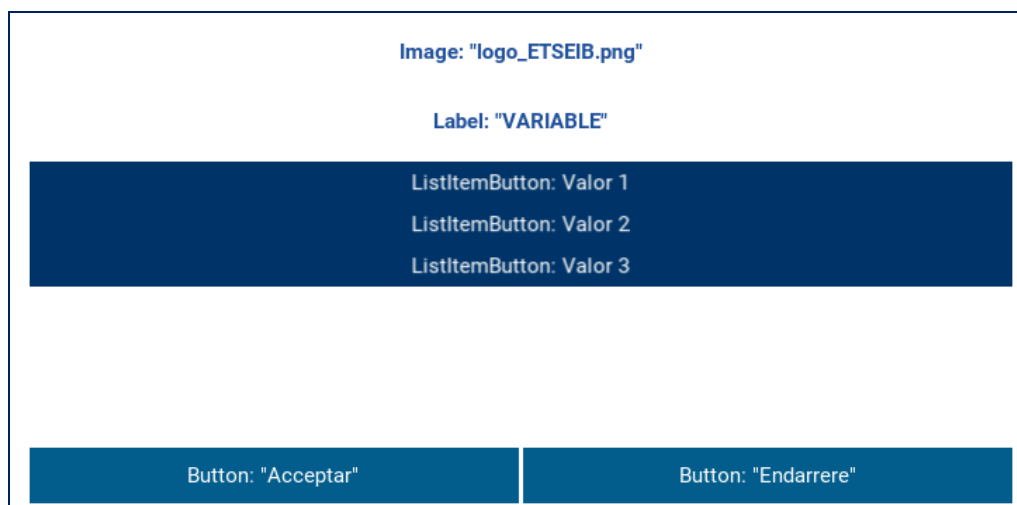 Image: "logo_ETSEIB.png"
Label: "VARIABLE"
ListItemButton: Valor 1
ListItemButton: Valor 2
ListItemButton: Valor 3
Button: "Acceptar"
Button: "Endarrere"